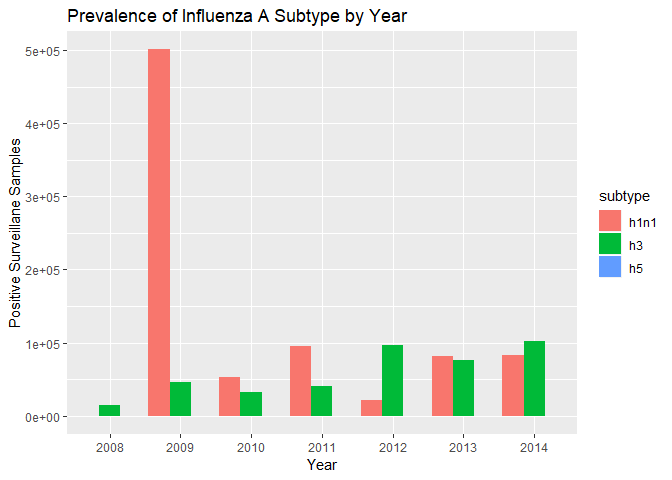 Prevalence of Influenza A Subtype by Year
Positive Surveillane Samples
5e+05
4e+05
3e+05
2e+05
1e+05
0e+00
2008 2009 2010 2011 2012 2013 2014
Year
subtype
h1n1
h3
h5